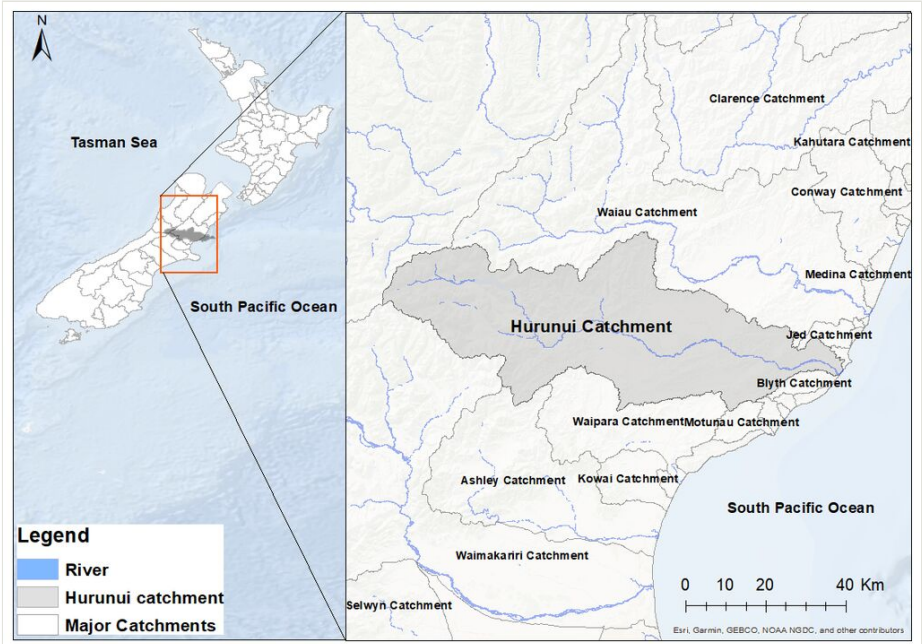 N
Tasman Sea
South Pacific Ocean
Legend
River
Hurunui catchment
Major Catchments
Clarence Catchment
Kahutara Catchment
Conway Catchment
Waiau Catchment
Medina Catchment
Hurunui Catchment
Jed Catchment
Blyth Catchment
Waipara Catchment
Motunau Catchment
Ashley Catchment
Kowai Catchment
South Pacific Ocean
Waimakariri Catchment
Selwyn Catchment
0 10 20 40 Km
Esri, Garmin, GEBCO, NOAA NGDC, and other contributors